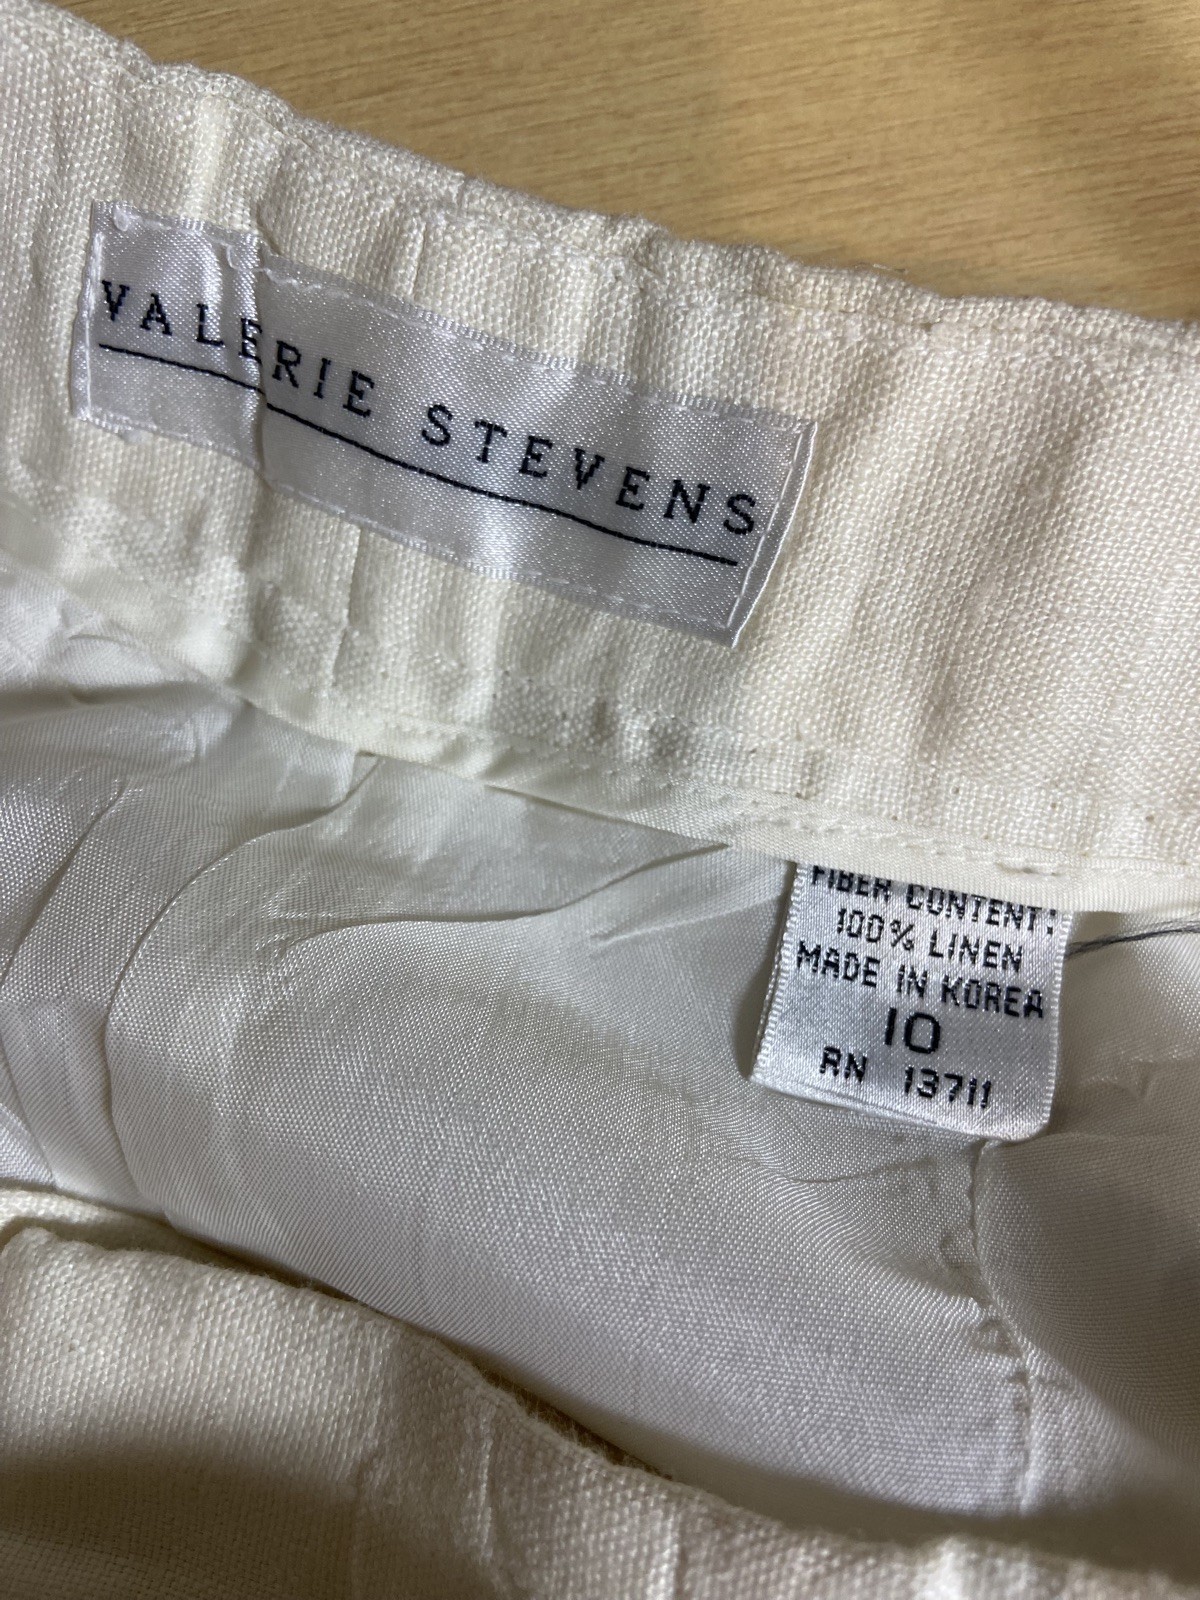 VALERIE STEVENS
FIBER CONTENT:
100% LINEN
MADE IN KOREA
10
RN 13711